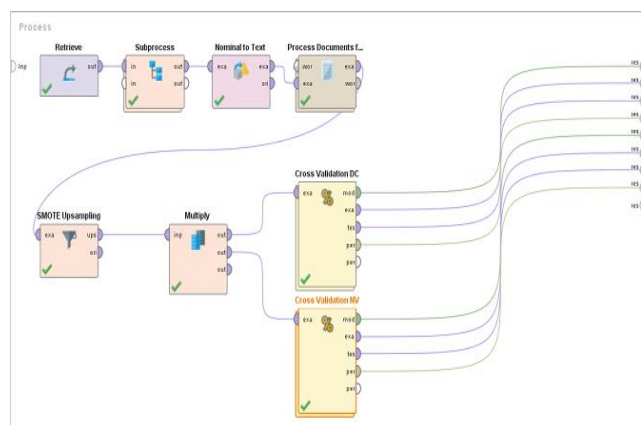 Process
Retrieve
Subprocess
Nominal to Text
Process Documents f...
inp
out
in
out
exa
exa
wor
exa
in
out
ori
exa
wor
SMOTE Upsampling
Multiply
Cross Validation DC
exa
ups
inp
out
exa
mod
ori
out
exa
out
tes
per
per
Cross Validation NV
exa
mod
exa
tes
per
per
res
res
res
res
res
res
res
res
res